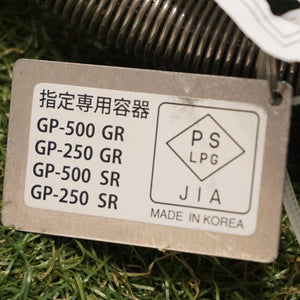 指定専用容器
GP-500 GR
GP-250 GR
GP-500 SR
GP-250 SR
PS
LPG
JIA
MADE IN KOREA